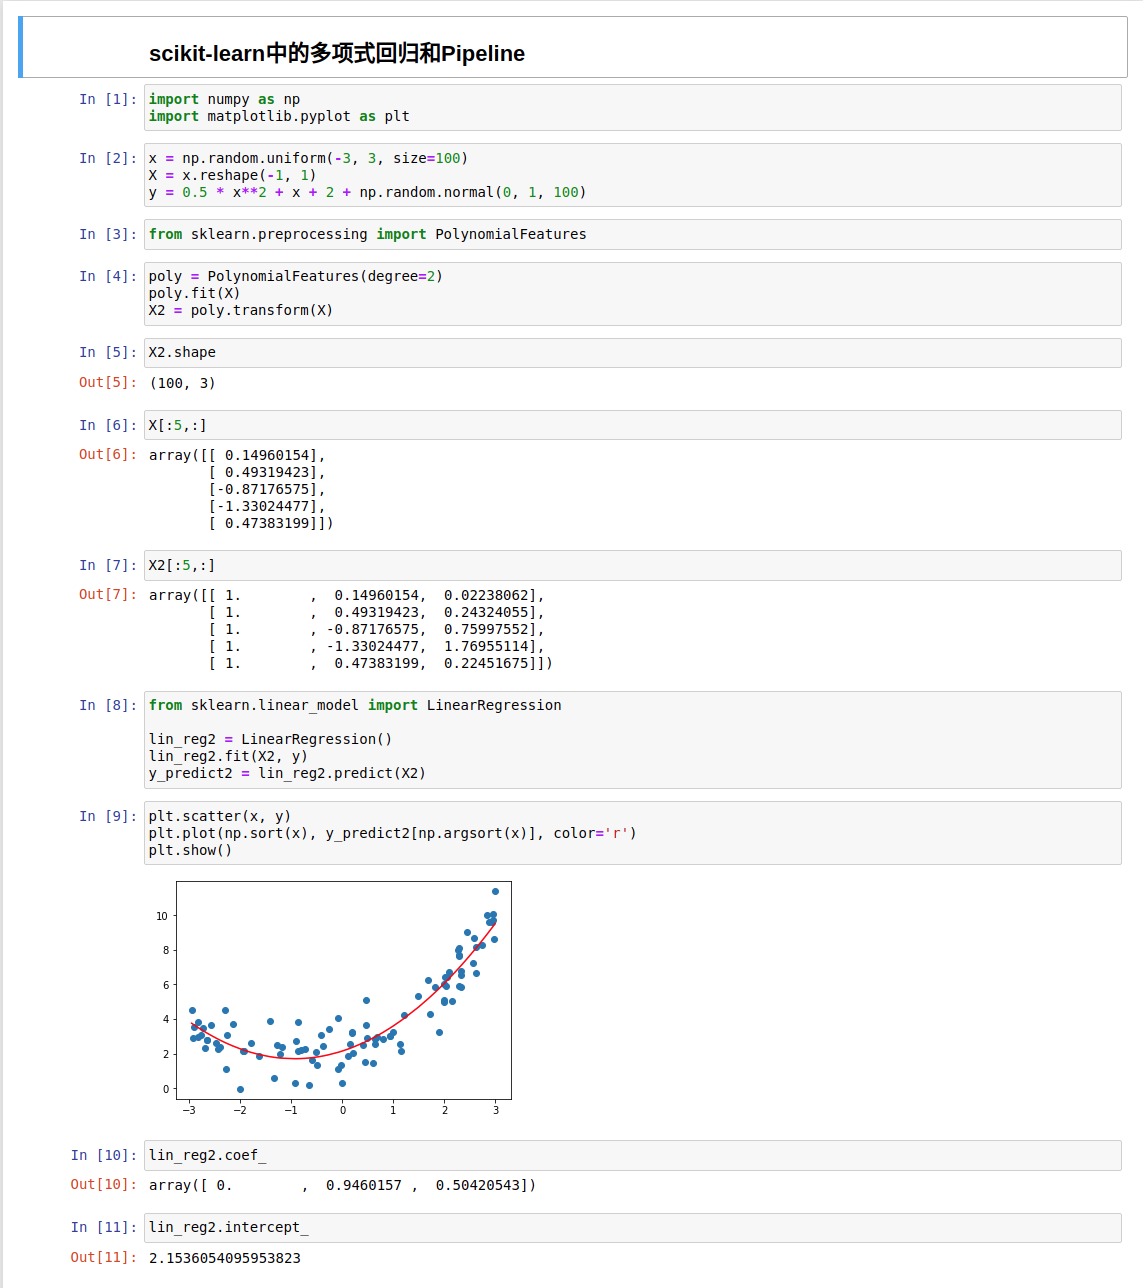 scikit-learn中的多项式回归和Pipeline
In [1]: import numpy as np
import matplotlib.pyplot as plt
In [2]: x = np.random.uniform(-3, 3, size=100)
X = x.reshape(-1, 1)
y = 0.5 * x**2 + x + 2 + np.random.normal(0, 1, 100)
In [3]: from sklearn.preprocessing import PolynomialFeatures
In [4]: poly = PolynomialFeatures(degree=2)
poly.fit(X)
X2 = poly.transform(X)
In [5]: X2.shape
Out[5]: (100, 3)
In [6]: X[:5,:]
Out[6]: array([[ 0.14960154],
[ 0.49319423],
[-0.87176575],
[-1.33024477],
[ 0.47383199]])
In [7]: X2[:5,:]
Out[7]: array([[ 1.        ,  0.14960154,  0.02238062],
[ 1.        ,  0.49319423,  0.24324055],
[ 1.        , -0.87176575,  0.75997552],
[ 1.        , -1.33024477,  1.76955114],
[ 1.        ,  0.47383199,  0.22451675]])
In [8]: from sklearn.linear_model import LinearRegression
lin_reg2 = LinearRegression()
lin_reg2.fit(X2, y)
y_predict2 = lin_reg2.predict(X2)
In [9]: plt.scatter(x, y)
plt.plot(np.sort(x), y_predict2[np.argsort(x)], color='r')
plt.show()
10
8
6
4
2
0
−3 −2 −1 0 1 2 3
In [10]: lin_reg2.coef_
Out[10]: array([ 0.        ,  0.9460157 ,  0.50420543])
In [11]: lin_reg2.intercept_
Out[11]: 2.1536054095953823